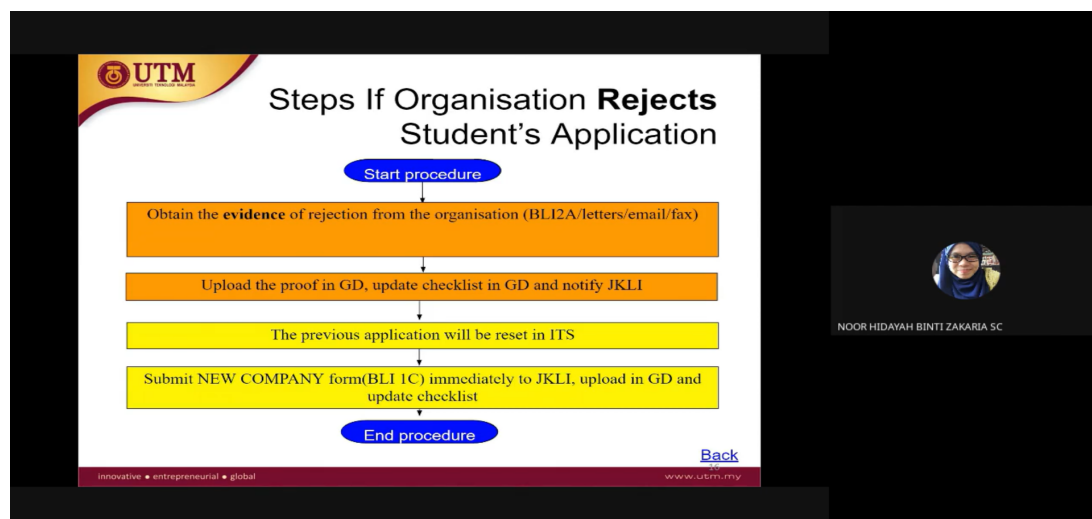 UTM
UNIVERSITI TEKNOLOGI MALAYSIA
Steps If Organisation Rejects
Student's Application
Start procedure
Obtain the evidence of rejection from the organisation (BLI2A/letters/email/fax)
Upload the proof in GD, update checklist in GD and notify JKLI
The previous application will be reset in ITS
Submit NEW COMPANY form(BLI 1C) immediately to JKLI, upload in GD and
update checklist
End procedure
Back
16
innovative ● entrepreneurial ● global
www.utm.my
NOOR HIDAYAH BINTI ZAKARIA SC